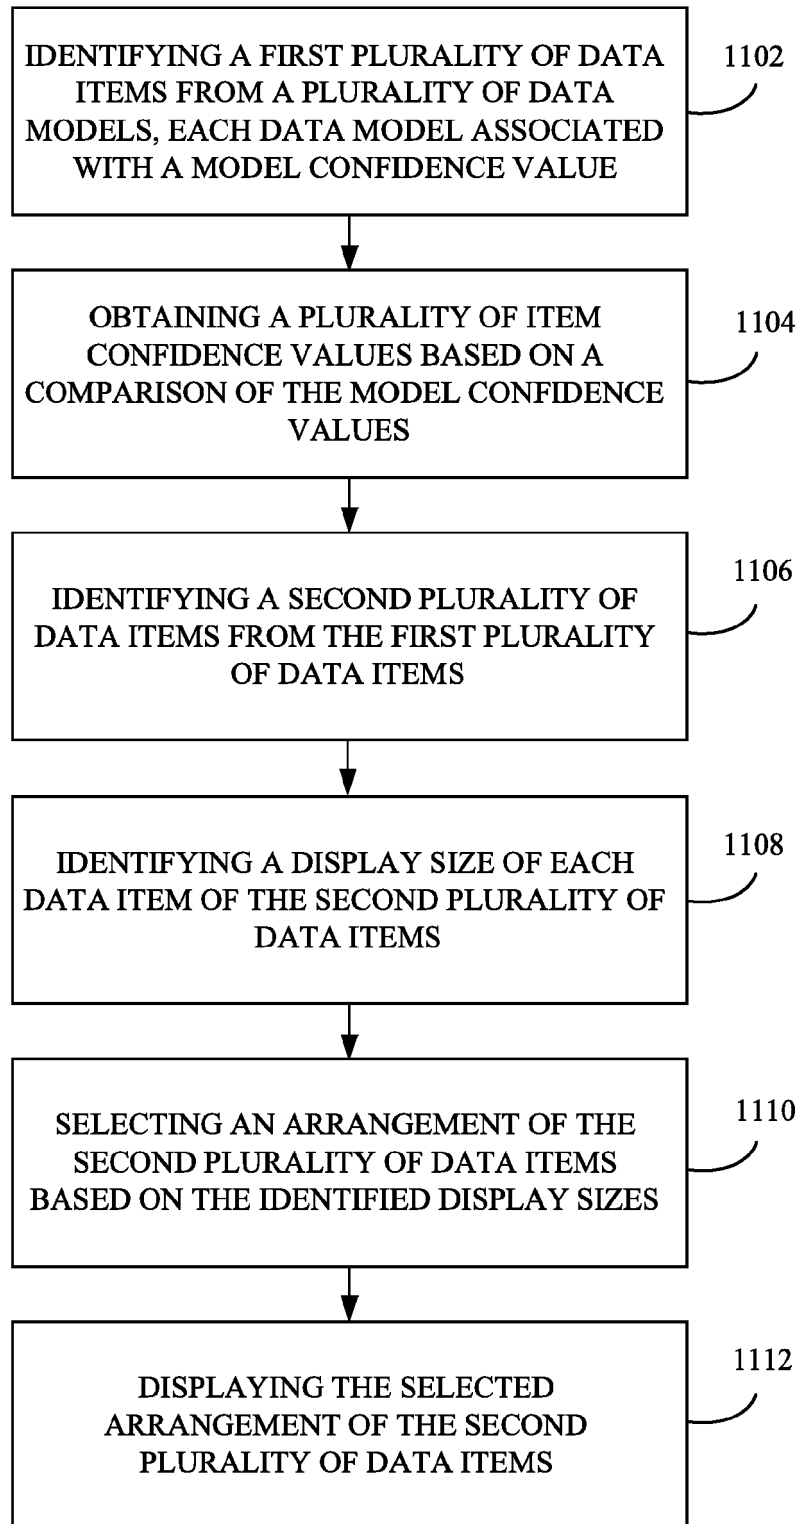 IDENTIFYING A FIRST PLURALITY OF DATA
ITEMS FROM A PLURALITY OF DATA
MODELS, EACH DATA MODEL ASSOCIATED
WITH A MODEL CONFIDENCE VALUE
1102
OBTAINING A PLURALITY OF ITEM
CONFIDENCE VALUES BASED ON A
COMPARISON OF THE MODEL CONFIDENCE
VALUES
1104
IDENTIFYING A SECOND PLURALITY OF
DATA ITEMS FROM THE FIRST PLURALITY
OF DATA ITEMS
1106
IDENTIFYING A DISPLAY SIZE OF EACH
DATA ITEM OF THE SECOND PLURALITY OF
DATA ITEMS
1108
SELECTING AN ARRANGEMENT OF THE
SECOND PLURALITY OF DATA ITEMS
BASED ON THE IDENTIFIED DISPLAY SIZES
1110
DISPLAYING THE SELECTED
ARRANGEMENT OF THE SECOND
PLURALITY OF DATA ITEMS
1112